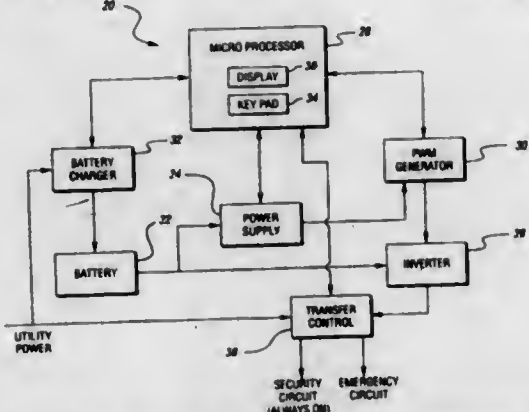 20
MICRO PROCESSOR
28
DISPLAY
36
KEY PAD
34
BATTERY
CHARGER
32
PWM
GENERATOR
30
24
POWER
SUPPLY
BATTERY
22
INVERTER
TRANSFER
CONTROL
38
UTILITY
POWER
SECURITY
CIRCUIT
(ALWAYS ON)
EMERGENCY
CIRCUIT